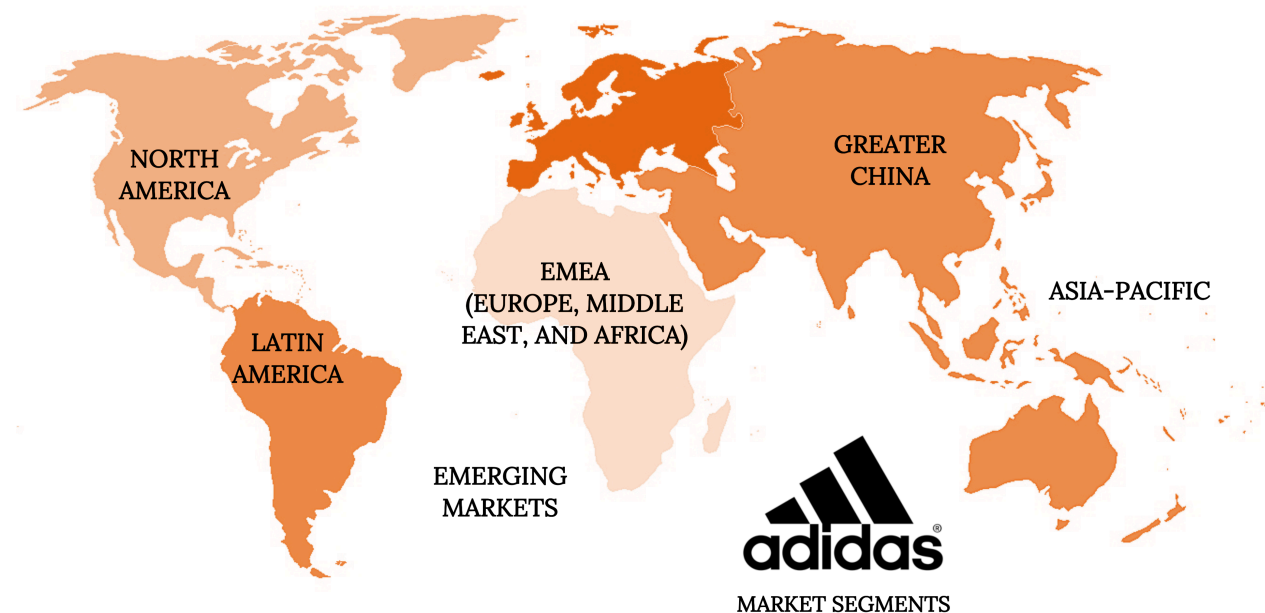 NORTH
AMERICA
GREATER
CHINA
EMEA
(EUROPE, MIDDLE
EAST, AND AFRICA)
ASIA-PACIFIC
LATIN
AMERICA
EMERGING
MARKETS
adidas®
MARKET SEGMENTS